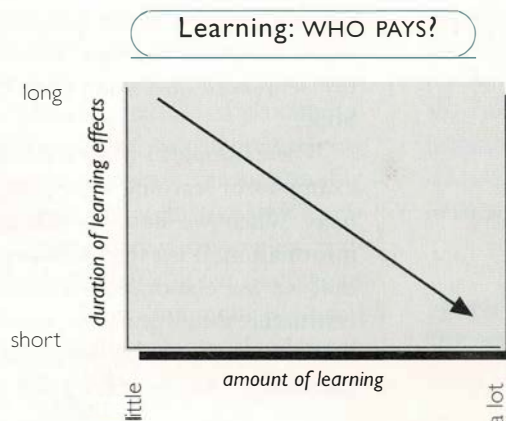 Learning: WHO PAYS?
long
duration of learning effects
short
amount of learning
little
a lot